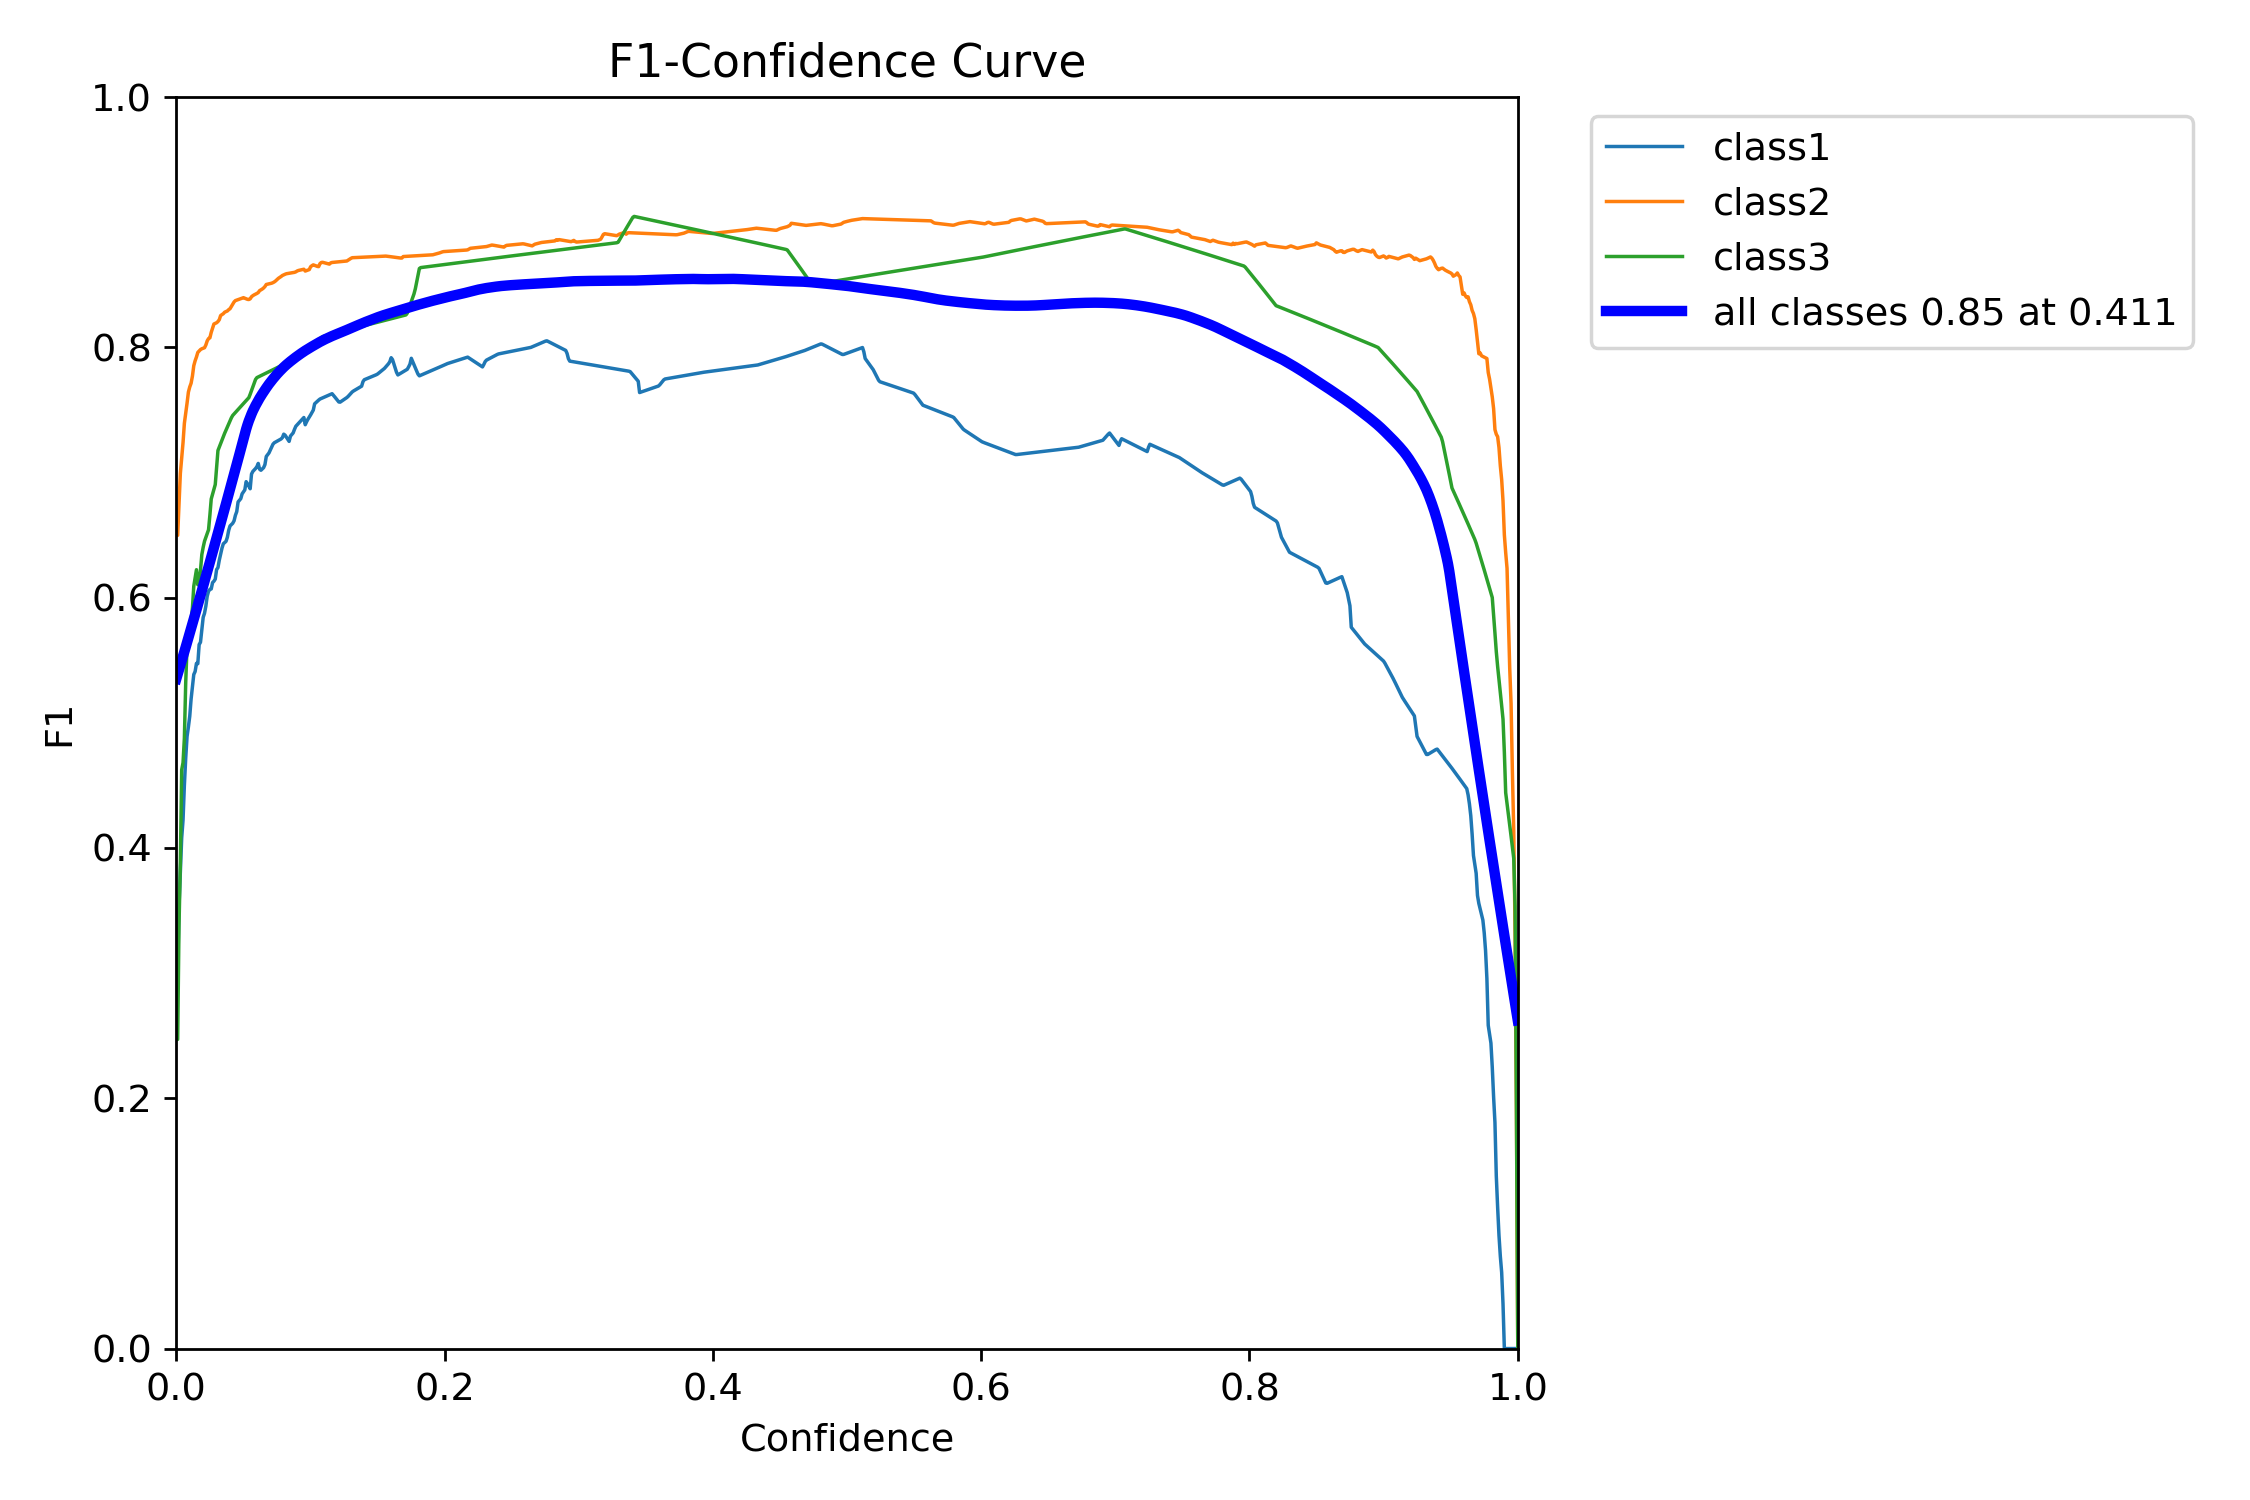 F1-Confidence Curve
1.0
0.8
0.6
0.4
0.2
0.0
F1
0.0 0.2 0.4 0.6 0.8 1.0
Confidence
class1
class2
class3
all classes 0.85 at 0.411